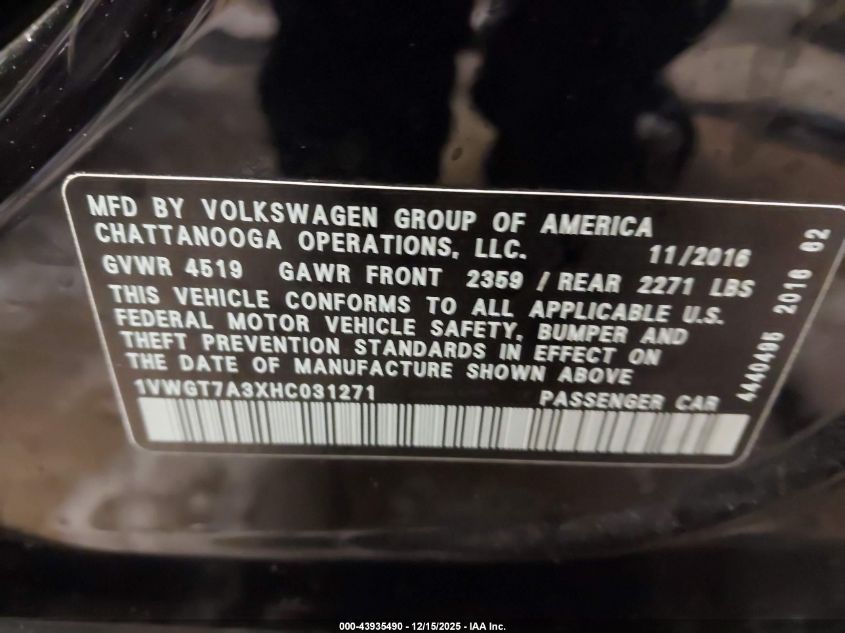 MFD BY VOLKSWAGEN GROUP OF AMERICA
CHATTANOOGA OPERATIONS, LLC. 11/2016
GVWR 4519 GAWR FRONT 2359 / REAR 2271 LBS
THIS VEHICLE CONFORMS TO ALL APPLICABLE U.S.
FEDERAL MOTOR VEHICLE SAFETY, BUMPER AND
THEFT PREVENTION STANDARDS IN EFFECT ON
THE DATE OF MANUFACTURE SHOWN ABOVE
1VWGT7A3XHC031271 PASSENGER CAR
4440495 2016 02
000-43935490 - 12/15/2025 - IAA Inc.